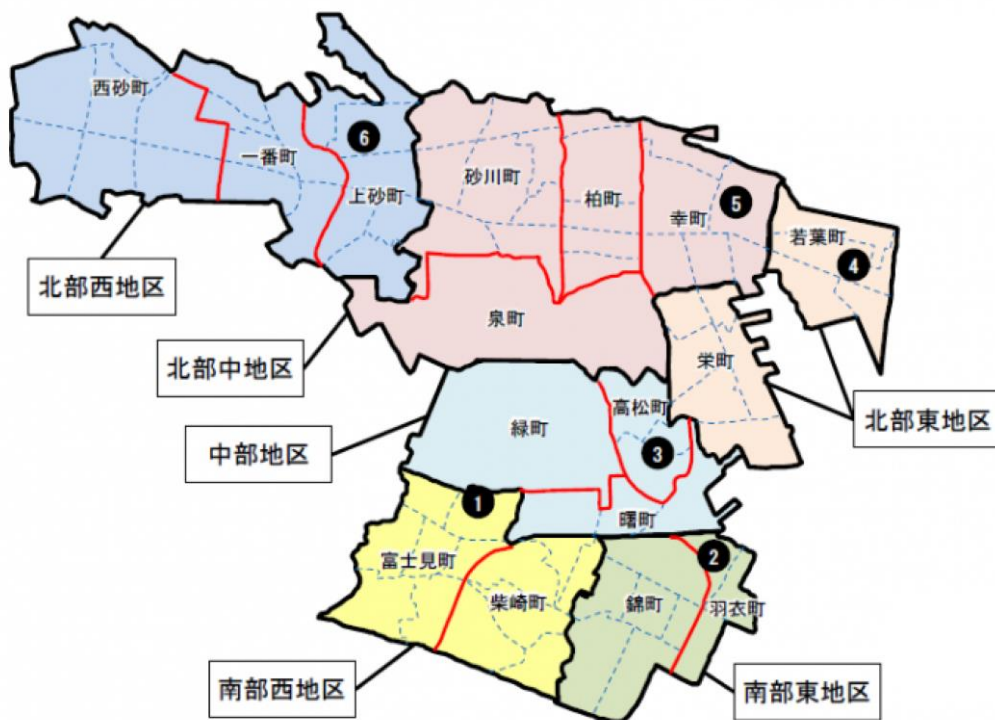 西砂町
一番町
6
上砂町
砂川町
柏町
幸町
5
若葉町
4
北部西地区
泉町
栄町
北部中地区
高松町
緑町
北部東地区
中部地区
3
1
曙町
富士見町
2
柴崎町
錦町
羽衣町
南部西地区
南部東地区